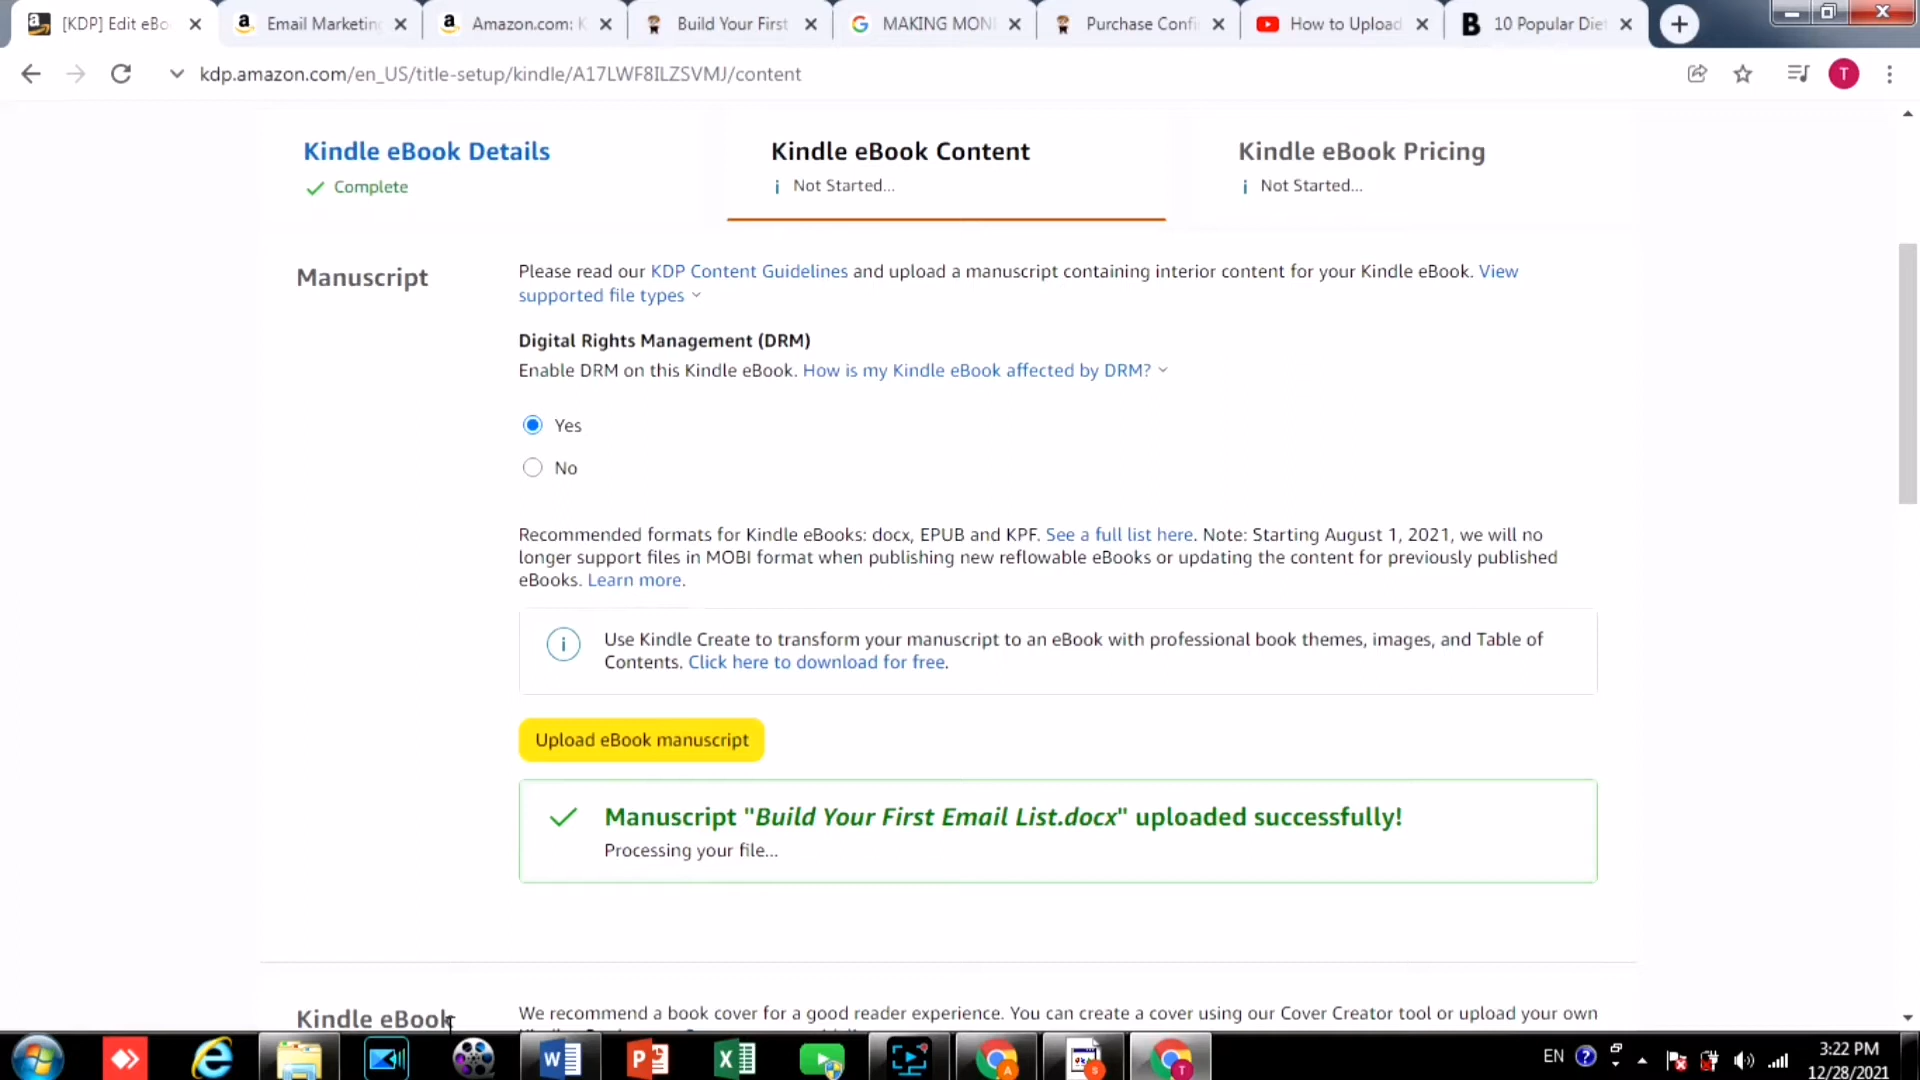 [KDP] Edit eBo
Email Marketing
Amazon.com: K
Build Your First
MAKING MON
Purchase Confi
How to Upload
10 Popular Die
kdp.amazon.com/en_US/title-setup/kindle/A17LWF8ILZSVMJ/content
T
Kindle eBook Details
Complete
Kindle eBook Content
Not Started...
Kindle eBook Pricing
Not Started...
Manuscript
Please read our KDP Content Guidelines and upload a manuscript containing interior content for your Kindle eBook. View
supported file types
Digital Rights Management (DRM)
Enable DRM on this Kindle eBook. How is my Kindle eBook affected by DRM?
Yes
No
Recommended formats for Kindle eBooks: docx, EPUB and KPF. See a full list here. Note: Starting August 1, 2021, we will no
longer support files in MOBI format when publishing new reflowable eBooks or updating the content for previously published
eBooks. Learn more.
Use Kindle Create to transform your manuscript to an eBook with professional book themes, images, and Table of
Contents. Click here to download for free.
Upload eBook manuscript
Manuscript "Build Your First Email List.docx" uploaded successfully!
Processing your file...
Kindle eBook
We recommend a book cover for a good reader experience. You can create a cover using our Cover Creator tool or upload your own
EN
3:22 PM
12/28/2021